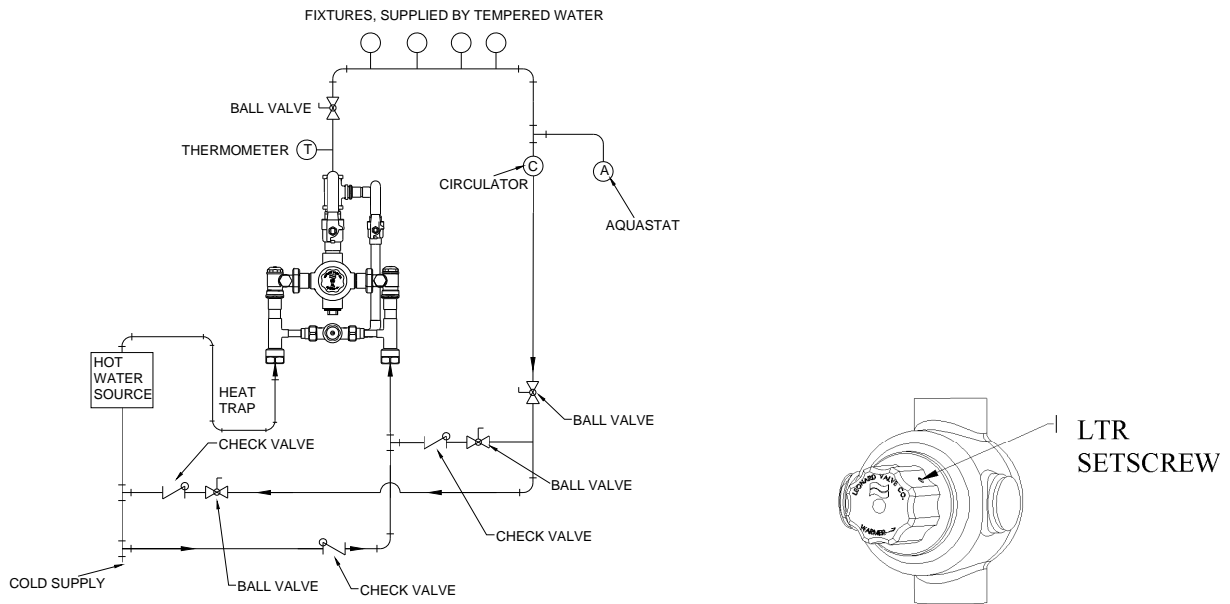 FIXTURES, SUPPLIED BY TEMPERED WATER
BALL VALVE
THERMOMETER
T
C
CIRCULATOR
A
AQUASTAT
HOT
WATER
SOURCE
HEAT
TRAP
CHECK VALVE
BALL VALVE
BALL VALVE
CHECK VALVE
COLD SUPPLY
BALL VALVE
CHECK VALVE
LTR
SETSCREW
LEONARD VALVE CO.
WARMER